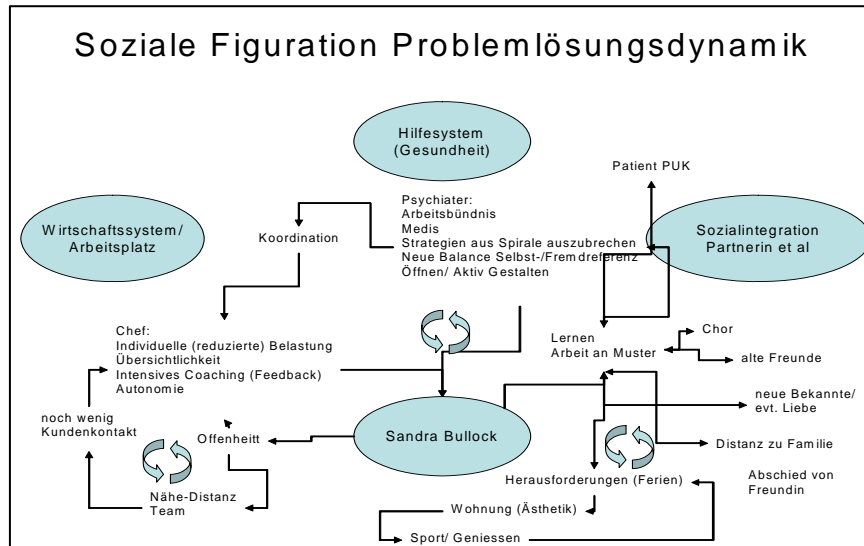 Soziale Figuration Problemlösungsdynamik
Hilfesystem
(Gesundheit)
Patient PUK
Wirtschaftssystem/
Arbeitsplatz
Koordination
Psychiater:
Arbeitsbündnis
Medis
Strategien aus Spirale auszubrechen
Neue Balance Selbst-/Fremdreferenz
Öffnen/ Aktiv Gestalten
Sozialintegration
Partnerin et al
Chef:
Individuelle (reduzierte) Belastung
Übersichtlichkeit
Intensives Coaching (Feedback)
Autonomie
Lernen
Arbeit an Muster
Chor
alte Freunde
noch wenig
Kundenkontakt
Offenheitt
Sandra Bullock
neue Bekannte/
evt. Liebe
Distanz zu Familie
Nähe-Distanz
Team
Herausforderungen (Ferien)
Abschied von
Freundin
Wohnung (Ästhetik)
Sport/ Geniessen